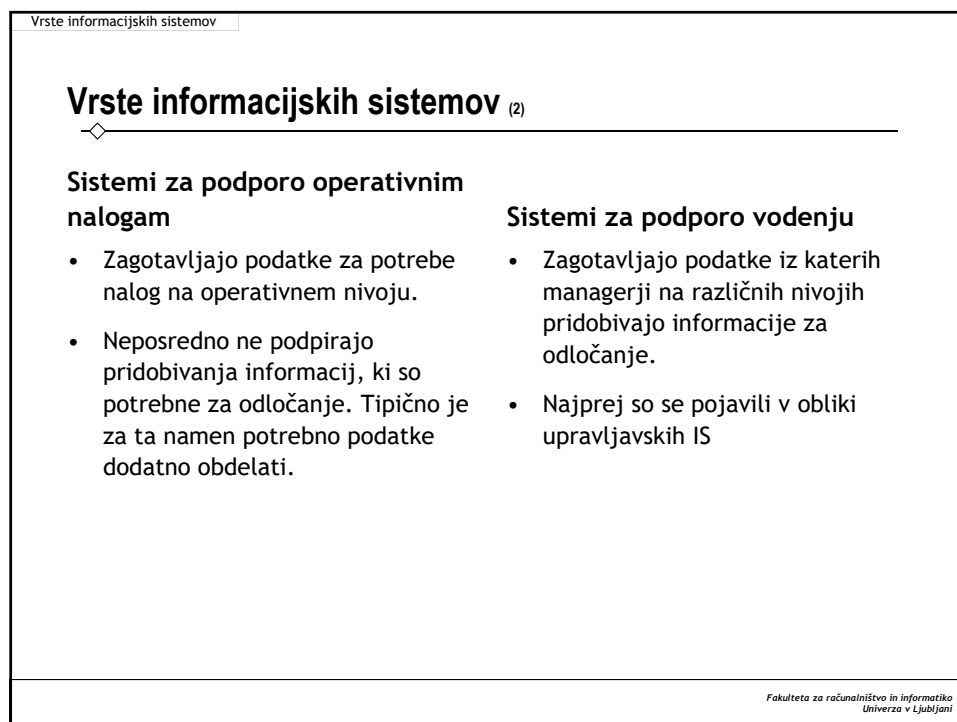 Vrste informacijskih sistemov
Vrste informacijskih sistemov (2)
Sistemi za podporo operativnim
nalogam
• Zagotavljajo podatke za potrebe
nalog na operativnem nivoju.
• Neposredno ne podpirajo
pridobivanja informacij, ki so
potrebne za odločanje. Tipično je
za ta namen potrebno podatke
dodatno obdelati.
Sistemi za podporo vodenju
• Zagotavljajo podatke iz katerih
managerji na različnih nivojih
pridobivajo informacije za
odločanje.
• Najprej so se pojavili v obliki
upravljavskih IS
Fakulteta za računalništvo in informatiko
Univerza v Ljubljani